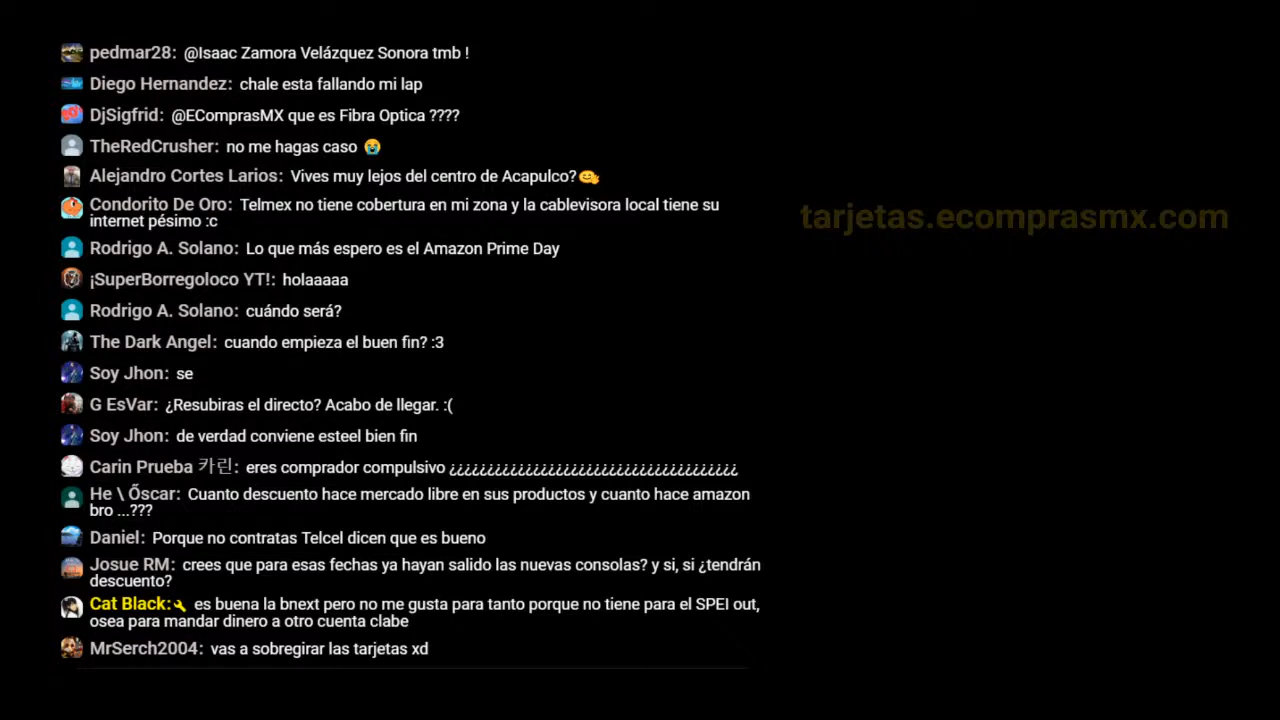 pedmar28: @Isaac Zamora Velázquez Sonora tmb !
Diego Hernandez: chale esta fallando mi lap
DjSigfrid: @EComprasMX que es Fibra Optica ????
TheRedCrusher: no me hagas caso 😭
Alejandro Cortes Larios: Vives muy lejos del centro de Acapulco?
Condorito De Oro: Telmex no tiene cobertura en mi zona y la cablevisora local tiene su
internet pésimo :c
tarjetas.ecomprasmx.com
Rodrigo A. Solano: Lo que más espero es el Amazon Prime Day
¡SuperBorregoloco YT!: holaaaaa
Rodrigo A. Solano: cuándo será?
The Dark Angel: cuando empieza el buen fin? :3
Soy Jhon: se
G EsVar: ¿Resubiras el directo? Acabo de llegar. :(
Soy Jhon: de verdad conviene esteel bien fin
Carin Prueba 카린: eres comprador compulsivo ¿¿¿¿¿¿¿¿¿¿¿¿¿¿¿¿¿¿¿¿¿¿¿¿¿¿¿¿¿¿¿¿¿¿¿¿¿¿
He \ Őscar: Cuanto descuento hace mercado libre en sus productos y cuanto hace amazon
bro ...???
Daniel: Porque no contratas Telcel dicen que es bueno
Josue RM: crees que para esas fechas ya hayan salido las nuevas consolas? y si, si ¿tendrán
descuento?
Cat Black: es buena la bnext pero no me gusta para tanto porque no tiene para el SPEI out,
osea para mandar dinero a otro cuenta clabe
MrSerch2004: vas a sobregirar las tarjetas xd